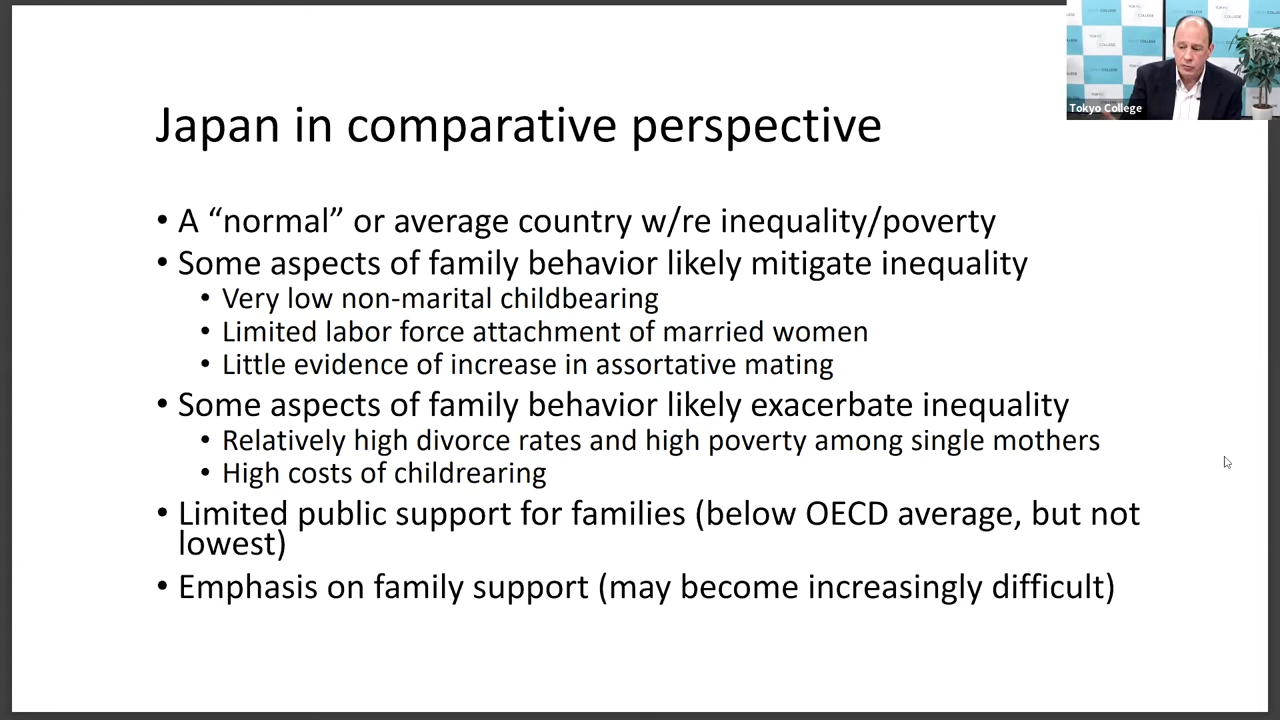 Japan in comparative perspective
• A “normal” or average country w/re inequality/poverty
• Some aspects of family behavior likely mitigate inequality
• Very low non-marital childbearing
• Limited labor force attachment of married women
• Little evidence of increase in assortative mating
• Some aspects of family behavior likely exacerbate inequality
• Relatively high divorce rates and high poverty among single mothers
• High costs of childrearing
• Limited public support for families (below OECD average, but not
lowest)
• Emphasis on family support (may become increasingly difficult)
Tokyo College